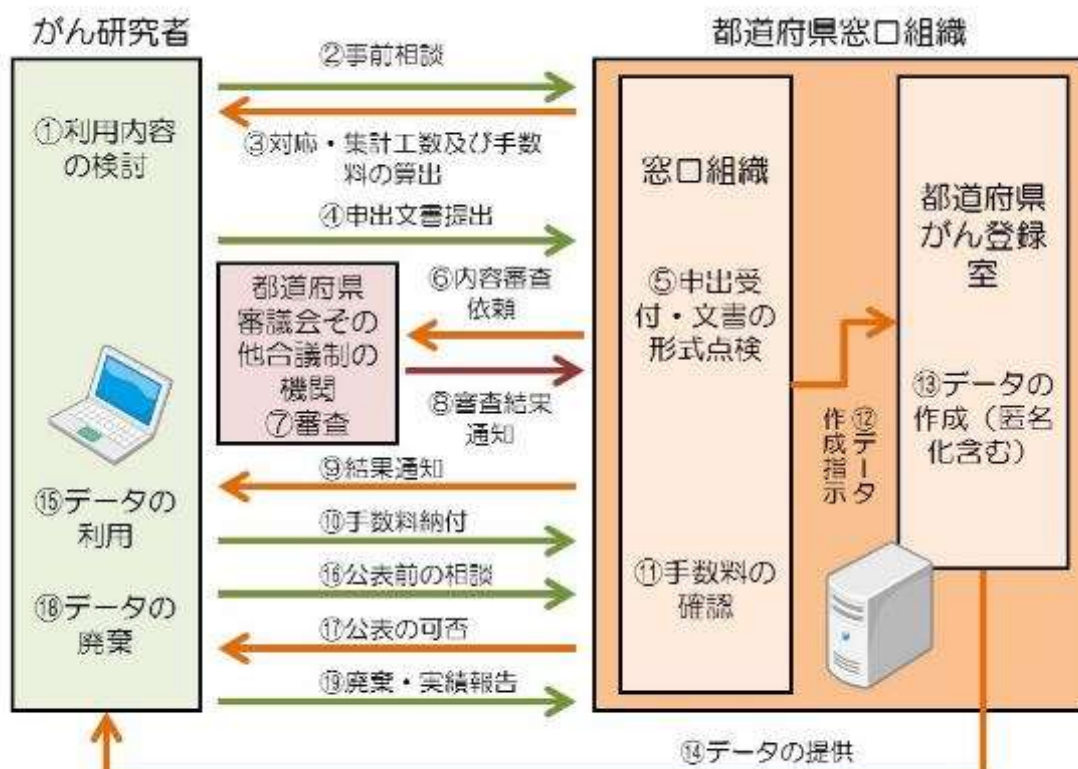 がん研究者
都道府県窓口組織
①利用内容
の検討
②事前相談
③対応・集計工数及び手数
料の算出
④申出文書提出
都道府県
審議会その
他合議制の
機関
⑦審査
⑥内容審査
依頼
⑧審査結果
通知
窓口組織
⑤申出受
付・文書の
形式点検
都道府県
がん登録
室
⑬データの
作成（匿名
化含む）
⑫データ
作成指示
⑨結果通知
⑮データの
利用
⑩手数料納付
⑯公表前の相談
⑪手数料の
確認
⑱データの
廃棄
⑰公表の可否
⑲廃棄・実績報告
⑭データの提供